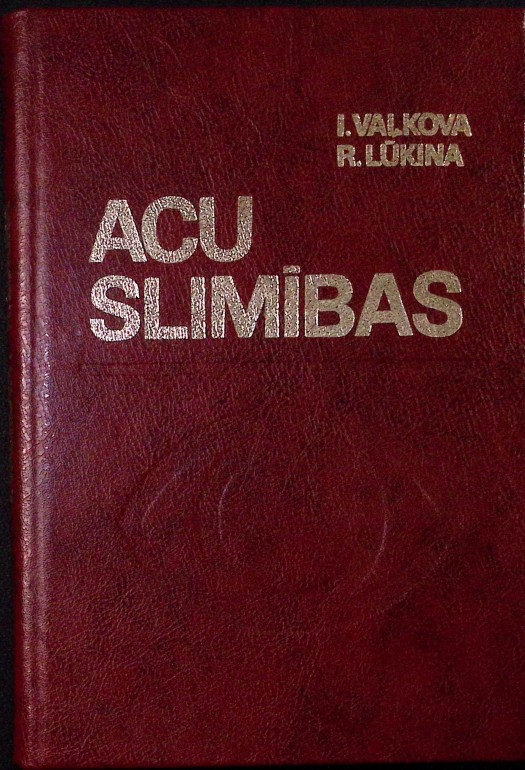 I. VAĻKOVA
R. LŪKINA
ACU
SLIMĪBAS